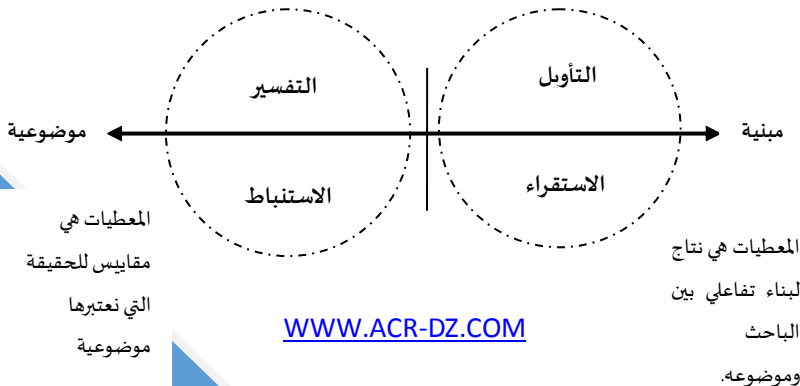 التأويل
التفسير
مبنية
موضوعية
الاستقراء
الاستنباط
المعطيات هي نتاج
لبناء تفاعلي بين
الباحث
وموضوعه.
المعطيات هي
مقاييس للحقيقة
التي نعتبرها
موضوعية
WWW.ACR-DZ.COM